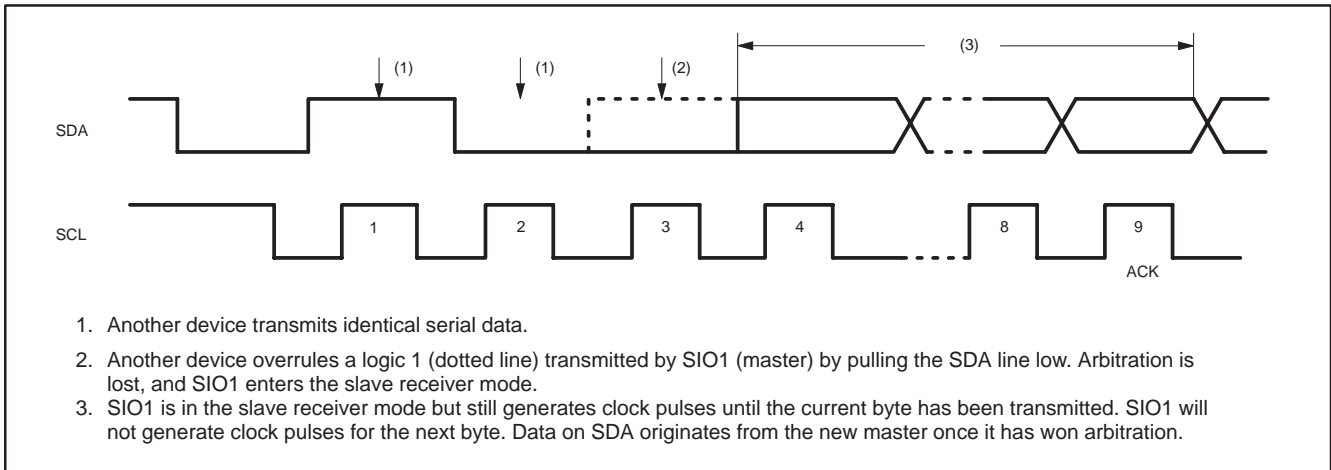 (3)
(1) (1) (2)
SDA
SCL
1 2 3 4 8 9
ACK
1. Another device transmits identical serial data.
2. Another device overrules a logic 1 (dotted line) transmitted by SIO1 (master) by pulling the SDA line low. Arbitration is
lost, and SIO1 enters the slave receiver mode.
3. SIO1 is in the slave receiver mode but still generates clock pulses until the current byte has been transmitted. SIO1 will
not generate clock pulses for the next byte. Data on SDA originates from the new master once it has won arbitration.